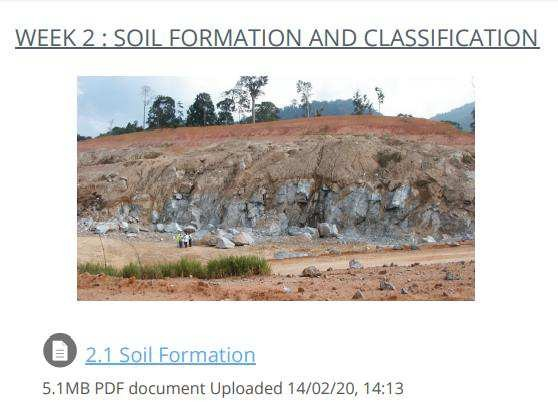 WEEK 2 : SOIL FORMATION AND CLASSIFICATION
2.1 Soil Formation
5.1MB PDF document Uploaded 14/02/20, 14:13